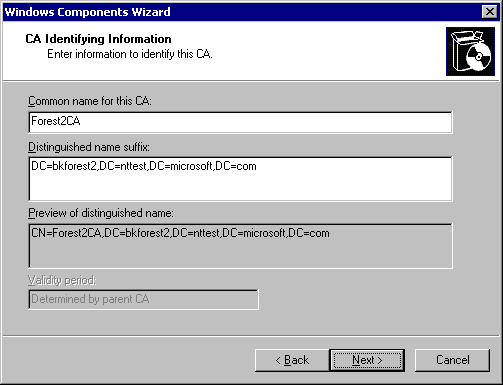 Windows Components Wizard
CA Identifying Information
Enter information to identify this CA.
Common name for this CA:
Forest2CA
Distinguished name suffix:
DC=bkforest2,DC=nttest,DC=microsoft,DC=com
Preview of distinguished name:
CN=Forest2CA,DC=bkforest2,DC=nttest,DC=microsoft,DC=com
Validity period:
Determined by parent CA
< Back Next > Cancel